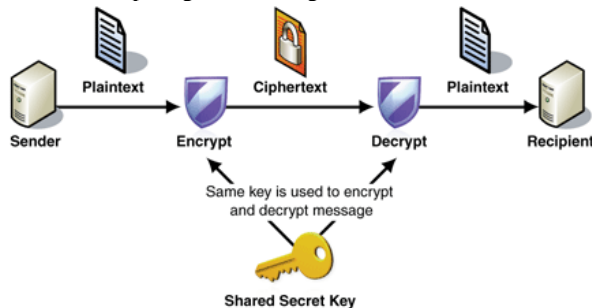 Plaintext
Ciphertext
Plaintext
Sender
Encrypt
Decrypt
Recipient
Same key is used to encrypt
and decrypt message
Shared Secret Key